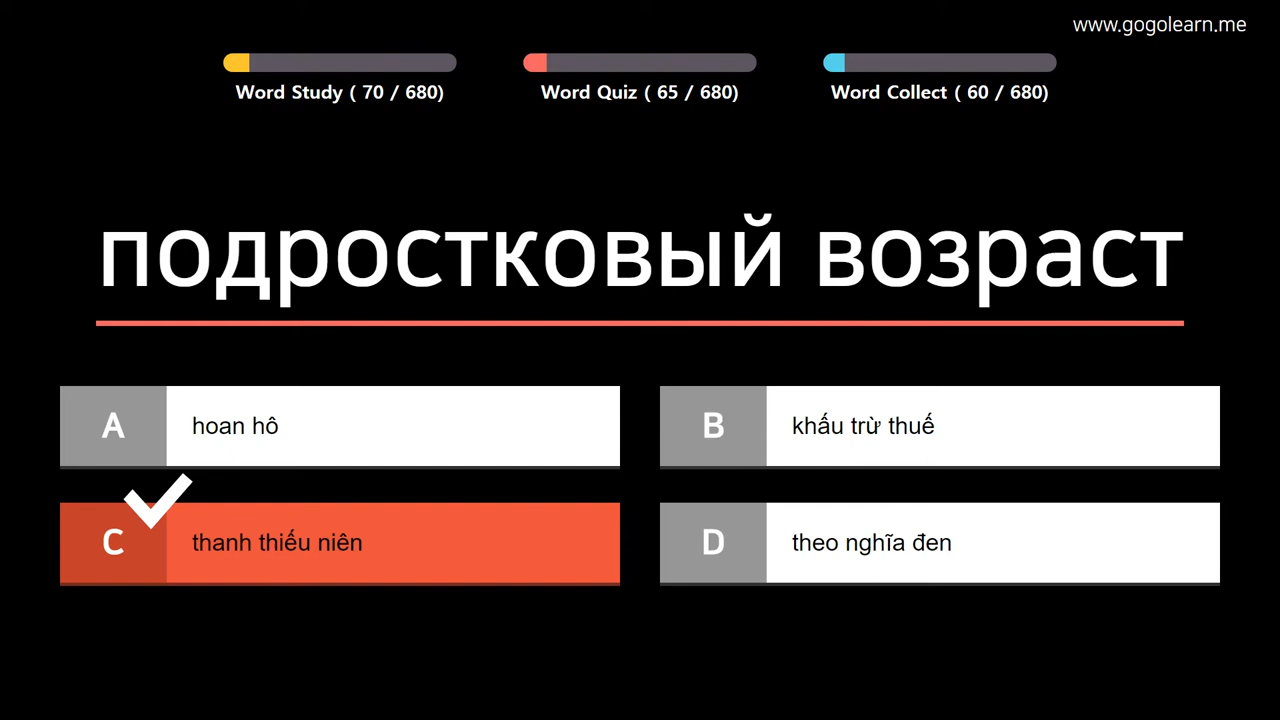 www.gogolearn.me
Word Study ( 70 / 680)
Word Quiz ( 65 / 680)
Word Collect ( 60 / 680)
подростковый возраст
A
hoan hô
B
khấu trừ thuế
C
thanh thiếu niên
D
theo nghĩa đen